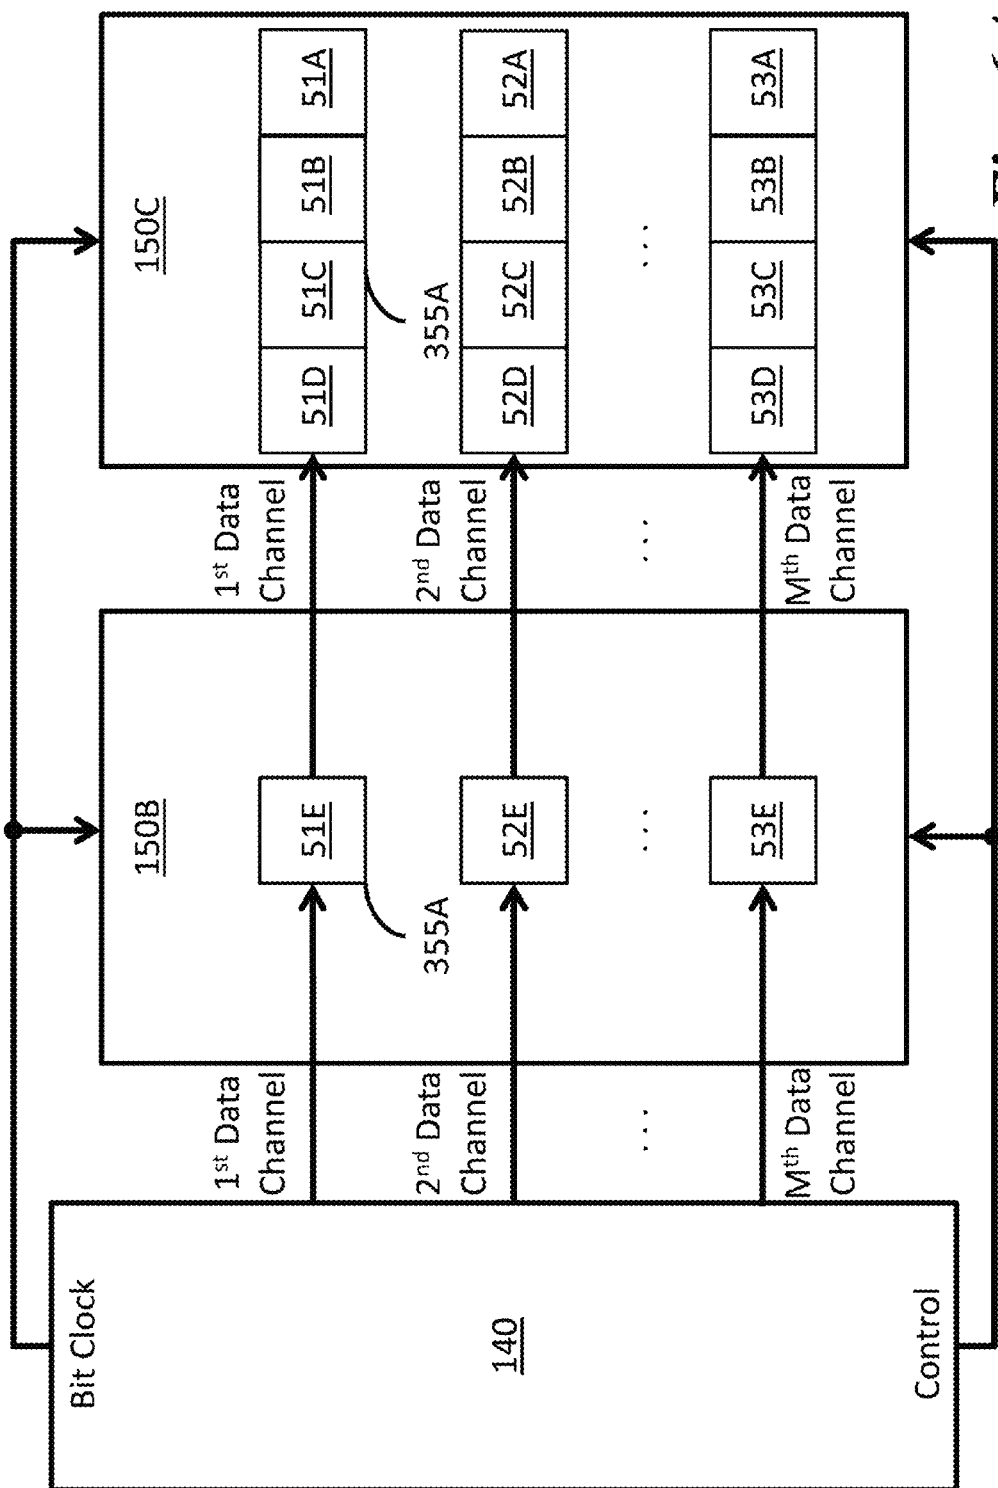 Bit Clock
140
Control
1st Data
Channel
2nd Data
Channel
. . .
Mth Data
Channel
150B
51E
355A
52E
. . .
53E
1st Data
Channel
2nd Data
Channel
. . .
Mth Data
Channel
150C
51D 51C 51B 51A
355A
52D 52C 52B 52A
. . .
53D 53C 53B 53A